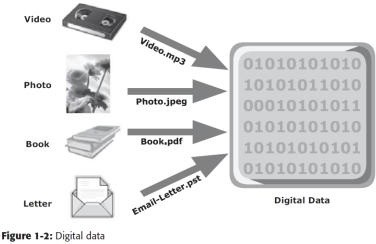 Video
Video.mp3
Photo
Photo.jpeg
Book
Book.pdf
Letter
Email-Letter.pst
01010101010
10101011010
00010101011
01010101010
10101010101
01010101010
Digital Data
Figure 1-2: Digital data